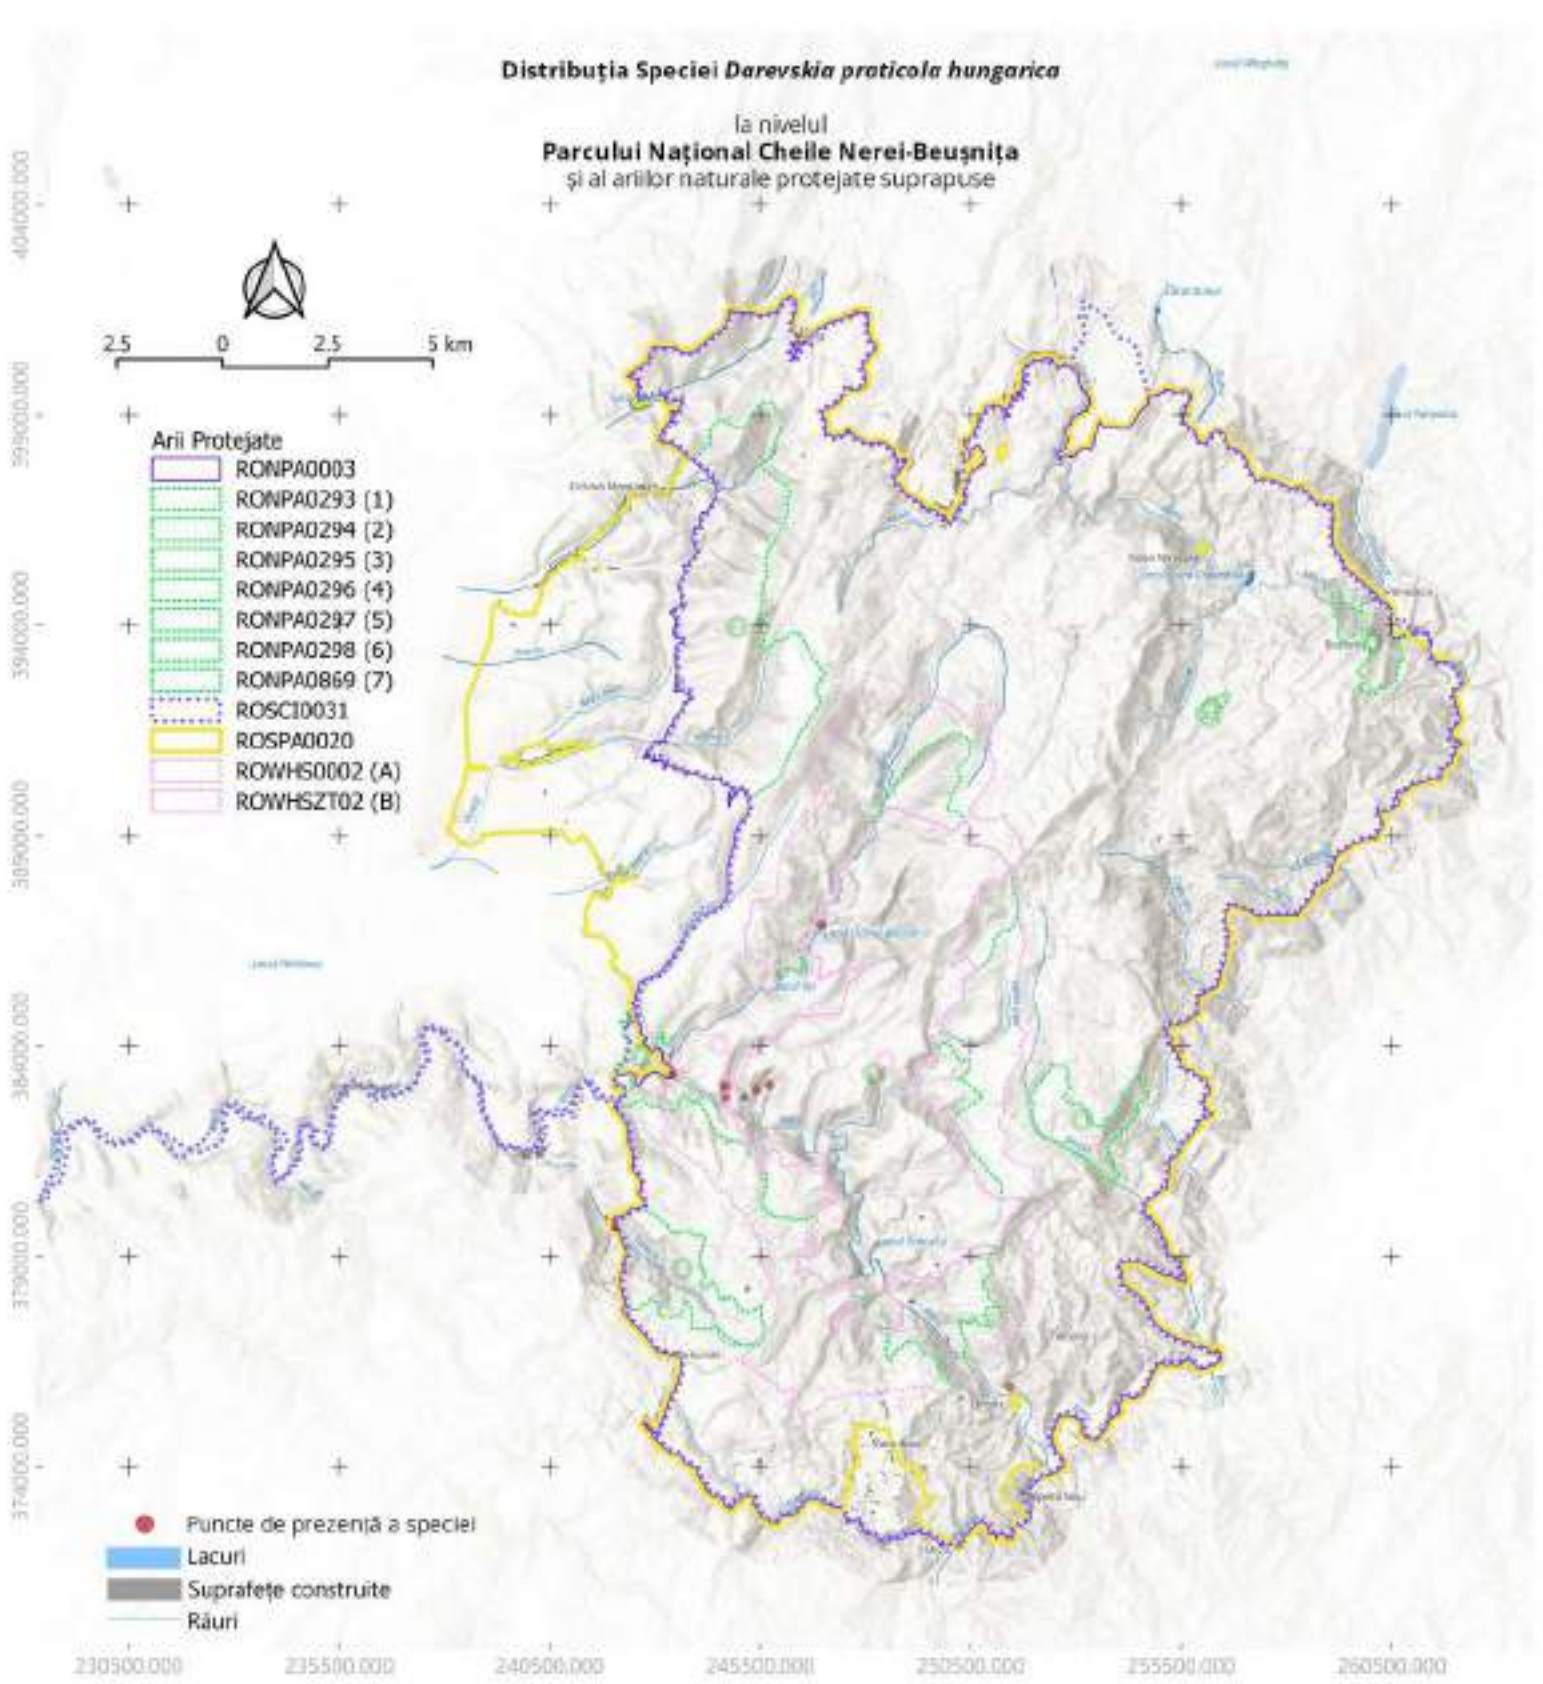 Distribuția Speciei Darevskia praticola hungarica
la nivelul
Parcului Național Cheile Nerei-Beușnița
și al ariilor naturale protejate suprapuse
404000.000
399000.000
394000.000
389000.000
384000.000
379000.000
374000.000
2.5 0 2.5 5 km
Arii Protejate
RONPA0003
RONPA0293 (1)
RONPA0294 (2)
RONPA0295 (3)
RONPA0296 (4)
RONPA0297 (5)
RONPA0298 (6)
RONPA0869 (7)
ROSCI0031
ROSPA0020
ROWHS0002 (A)
ROWHSZT02 (B)
Puncte de prezență a speciei
Lacuri
Suprafețe construite
Râuri
230500.000 235500.000 240500.000 245500.000 250500.000 255500.000 260500.000